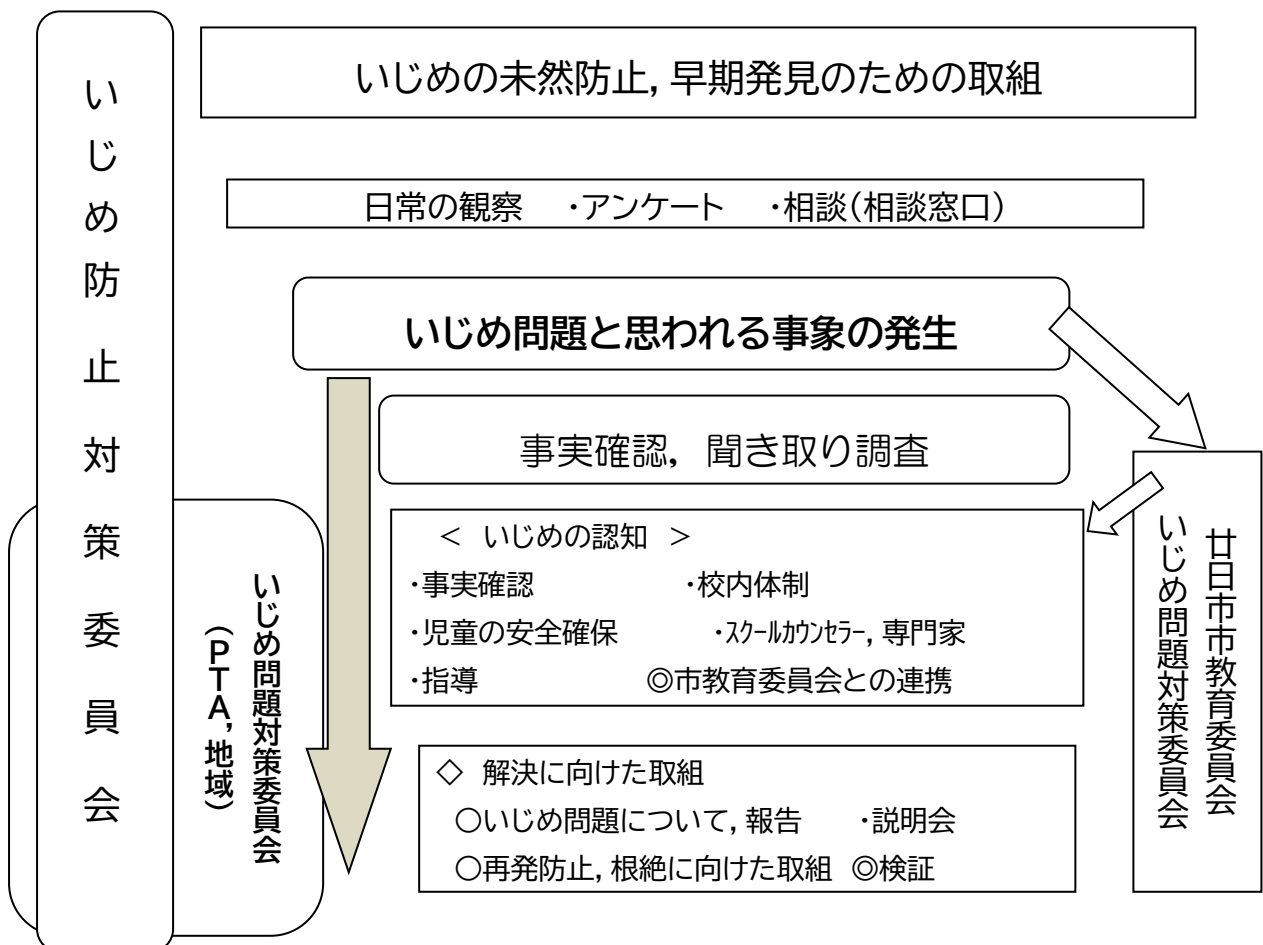 いじめ防止対策委員会
いじめの未然防止,早期発見のための取組
日常の観察　・アンケート　・相談(相談窓口)
いじめ問題と思われる事象の発生
事実確認,聞き取り調査
< いじめの認知 >
・事実確認　・校内体制
・児童の安全確保　・ｽｸｰﾙｶｳﾝｾﾗｰ,専門家
・指導　◎市教育委員会との連携
◇ 解決に向けた取組
○いじめ問題について,報告　・説明会
○再発防止,根絶に向けた取組 ◎検証
いじめ問題対策委員会
(PTA,地域)
廿日市市教育委員会
いじめ問題対策委員会